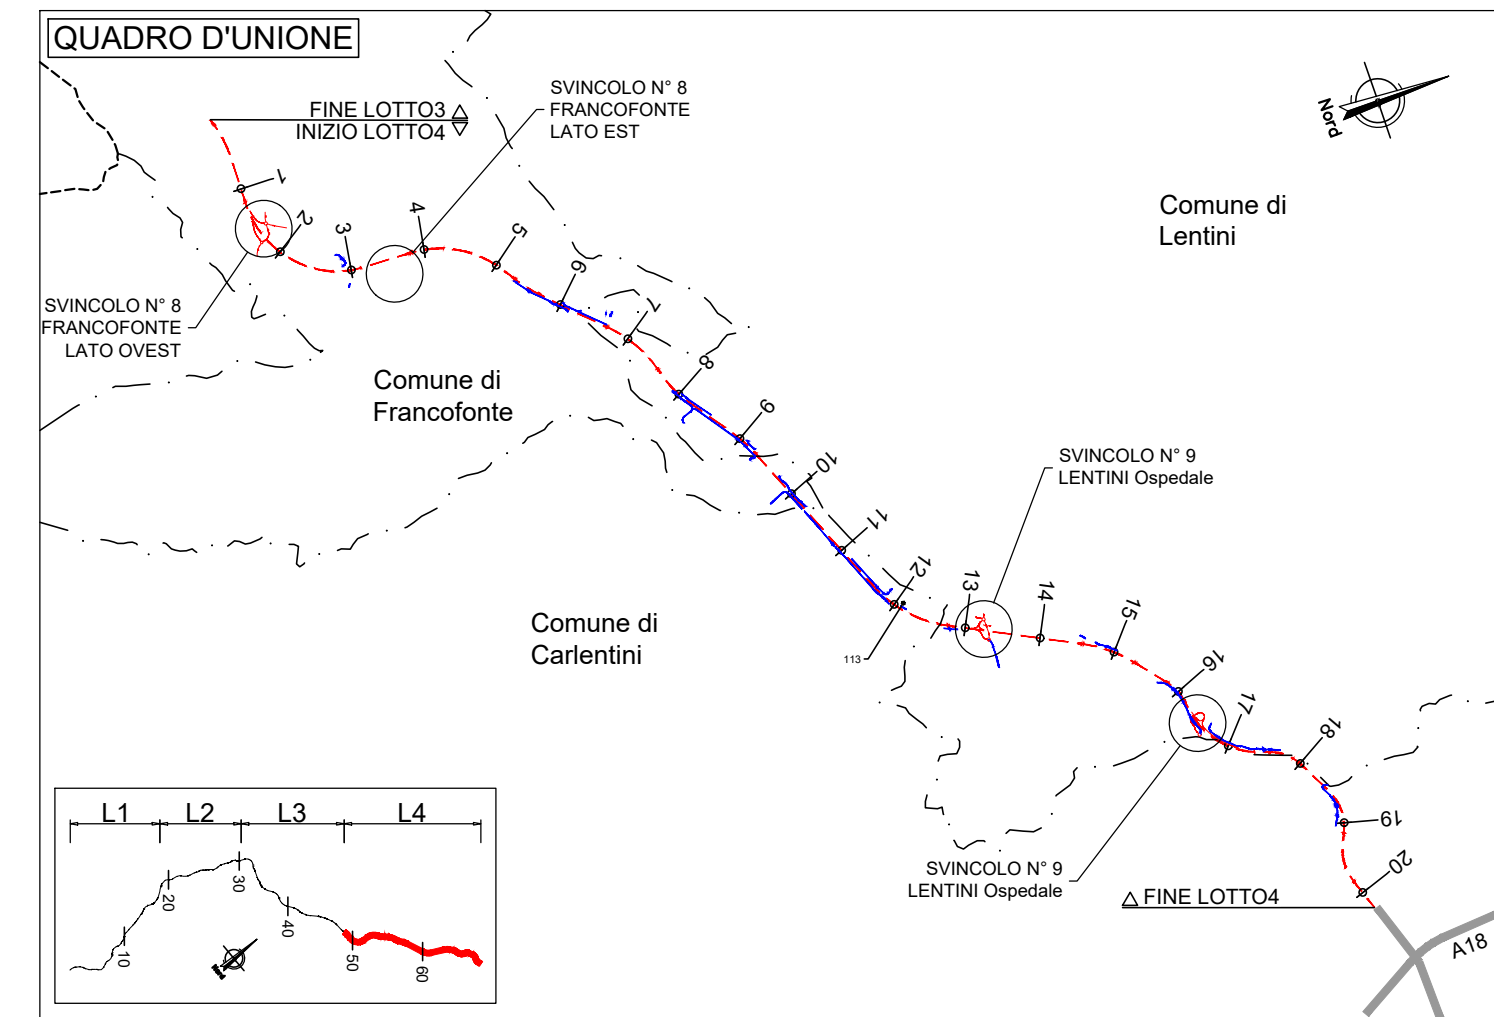 QUADRO D'UNIONE
FINE LOTTO3
INIZIO LOTTO4
SVINCOLO N° 8
FRANCOFONTE
LATO EST
Nord
Comune di
Lentini
1
2
3
4
5
6
7
8
9
10
11
12
13
14
15
16
17
18
19
20
SVINCOLO N° 8
FRANCOFONTE
LATO OVEST
Comune di
Francofonte
SVINCOLO N° 9
LENTINI Ospedale
Comune di
Carlentini
113
SVINCOLO N° 9
LENTINI Ospedale
FINE LOTTO4
A18
L1
L2
L3
L4
10
20
30
40
50
60
Nord